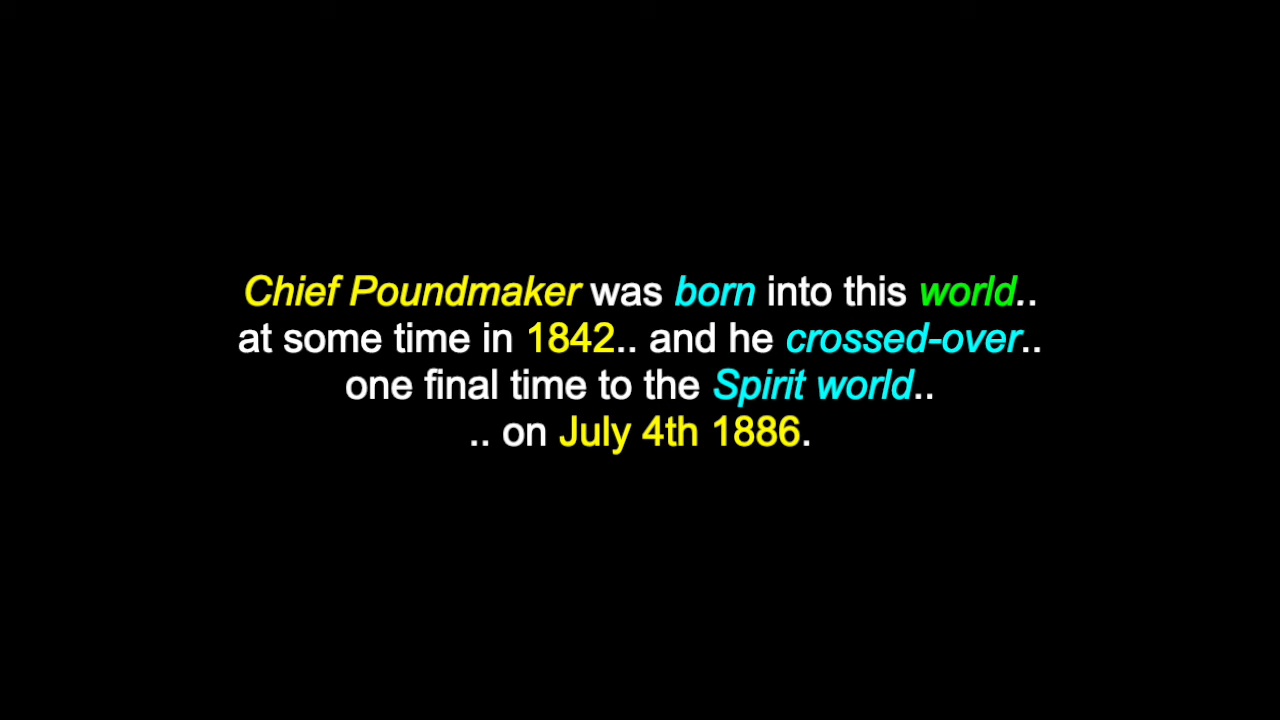 Chief Poundmaker was born into this world..
at some time in 1842.. and he crossed-over..
one final time to the Spirit world..
.. on July 4th 1886.